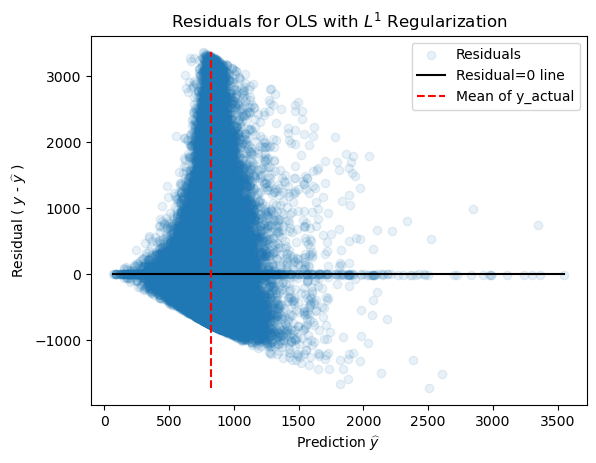 Residuals for OLS with L¹ Regularization
Residuals
Residual=0 line
Mean of y_actual
Residual ( y - ŷ )
3000
2000
1000
0
−1000
0 500 1000 1500 2000 2500 3000 3500
Prediction ŷ